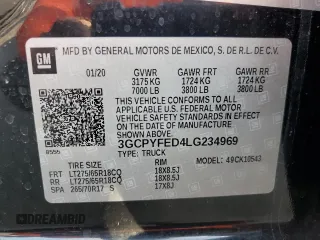 GM
MFD BY GENERAL MOTORS DE MEXICO, S. DE R.L. DE C.V.
01/20 GVWR GAWR FRT GAWR RR
3175 KG 1724 KG 1724 KG
7000 LB 3800 LB 3800 LB
THIS VEHICLE CONFORMS TO ALL APPLICABLE U.S. FEDERAL MOTOR VEHICLE SAFETY STANDARDS IN EFFECT ON THE DATE OF MANUFACTURE SHOWN ABOVE.
3GCPYFED4LG234969
TYPE: TRUCK MODEL: 49CK10543
TIRE SIZE RIM
FRT LT275/65R18CQ 18X8.5J
RR LT275/65R18CQ 18X8.5J
SPA 265/70R17 S 17X8J
DREAMBID